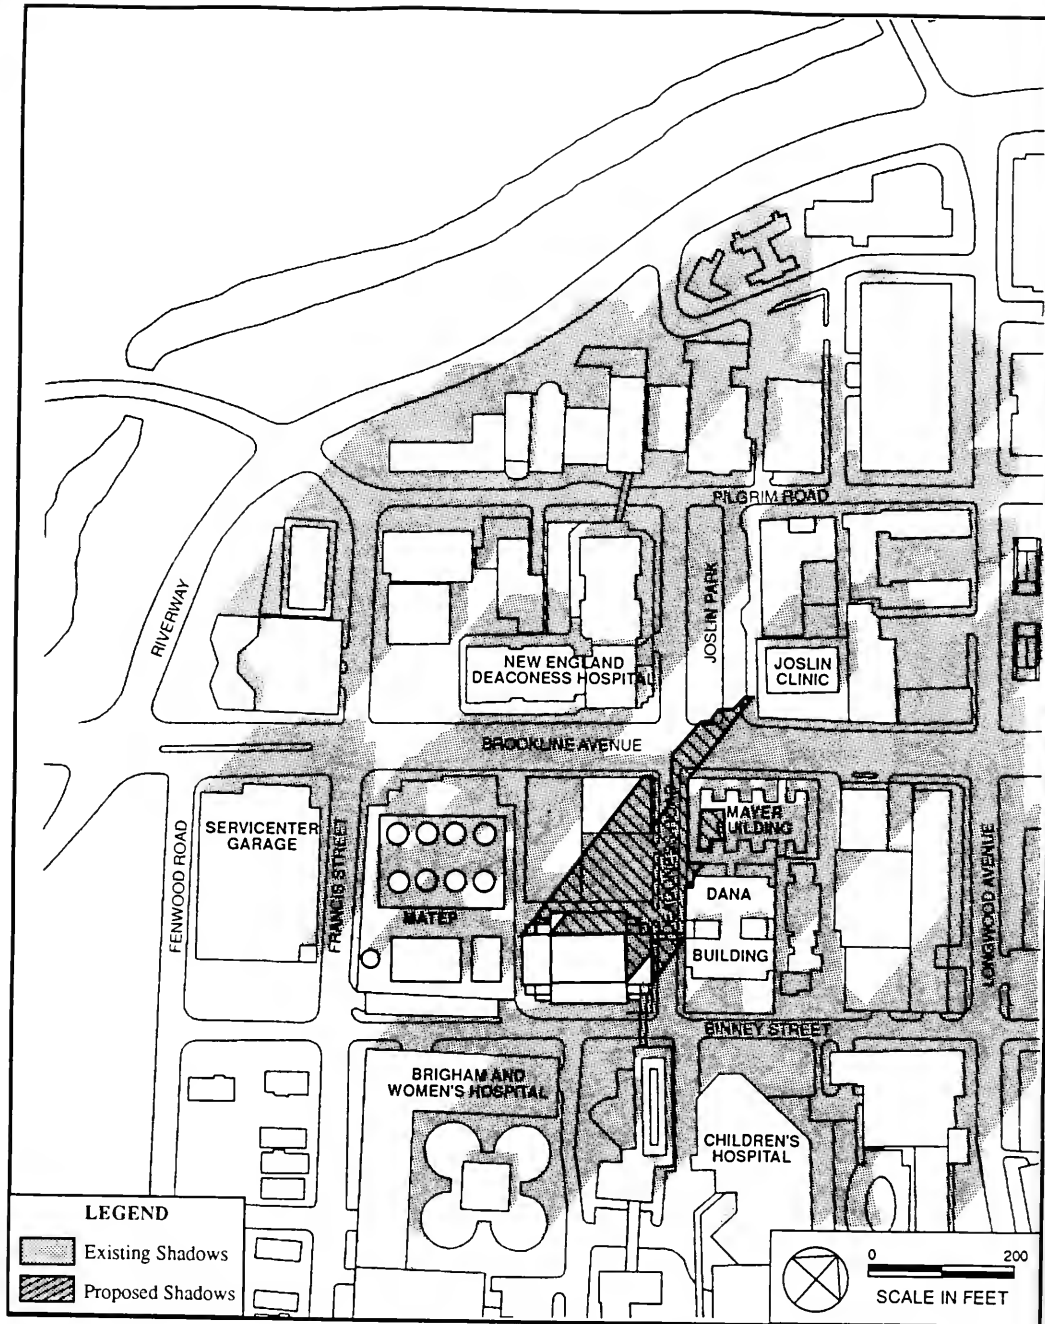 PILGRIM ROAD
RIVERWAY
JOSLIN PARK
NEW ENGLAND
DEACONESS HOSPITAL
JOSLIN
CLINIC
BROOKLINE AVENUE
FENWOOD ROAD
SERVICENTER
GARAGE
FRANCIS STREET
MATEP
DEACONESS ROAD
MAYER
BUILDING
DANA
BUILDING
LONGWOOD AVENUE
BINNEY STREET
BRIGHAM AND
WOMEN'S HOSPITAL
CHILDREN'S
HOSPITAL
LEGEND
Existing Shadows
Proposed Shadows
0 200
SCALE IN FEET